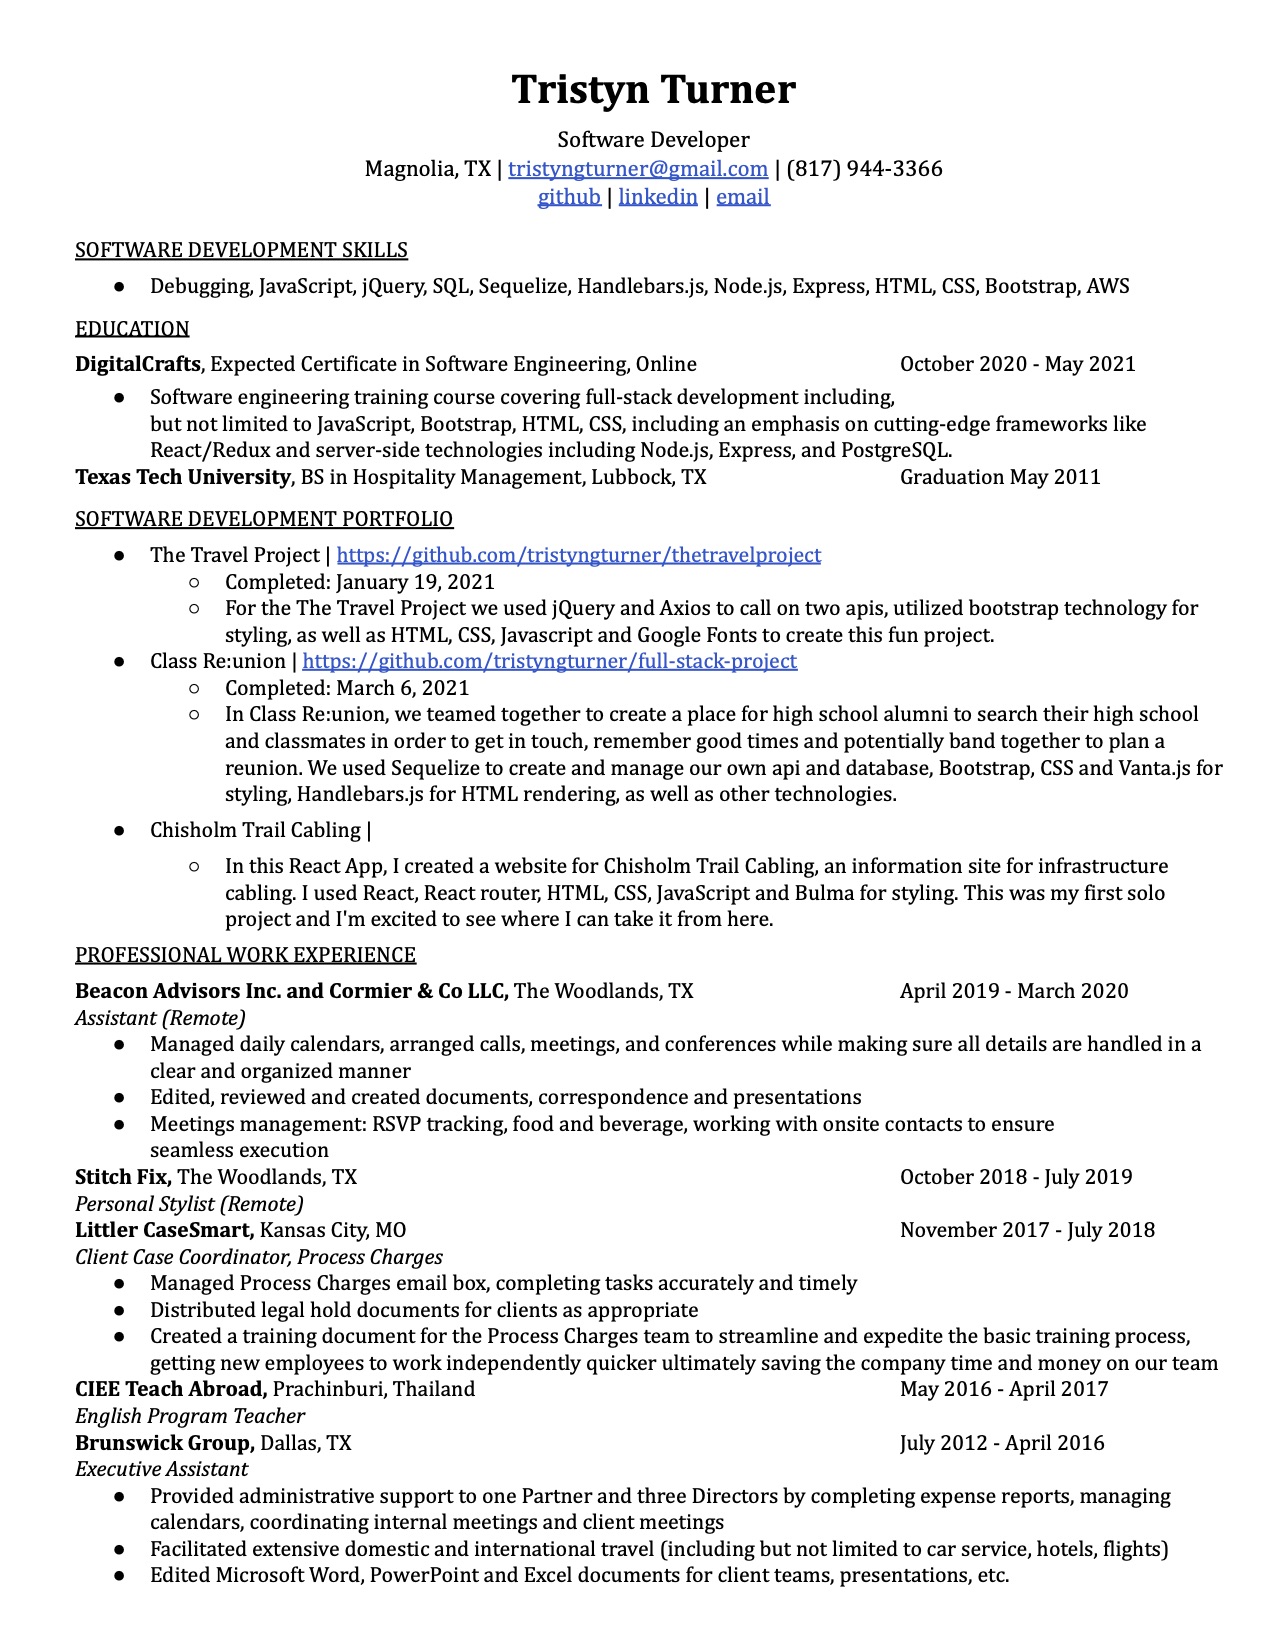 Tristyn Turner
Software Developer
Magnolia, TX | tristyngturner@gmail.com | (817) 944-3366
github | linkedin | email
SOFTWARE DEVELOPMENT SKILLS
● Debugging, JavaScript, jQuery, SQL, Sequelize, Handlebars.js, Node.js, Express, HTML, CSS, Bootstrap, AWS
EDUCATION
DigitalCrafts, Expected Certificate in Software Engineering, Online October 2020 - May 2021
● Software engineering training course covering full-stack development including,
but not limited to JavaScript, Bootstrap, HTML, CSS, including an emphasis on cutting-edge frameworks like
React/Redux and server-side technologies including Node.js, Express, and PostgreSQL.
Texas Tech University, BS in Hospitality Management, Lubbock, TX Graduation May 2011
SOFTWARE DEVELOPMENT PORTFOLIO
● The Travel Project | https://github.com/tristyngturner/thetravelproject
○ Completed: January 19, 2021
○ For the The Travel Project we used jQuery and Axios to call on two apis, utilized bootstrap technology for
styling, as well as HTML, CSS, Javascript and Google Fonts to create this fun project.
● Class Re:union | https://github.com/tristyngturner/full-stack-project
○ Completed: March 6, 2021
○ In Class Re:union, we teamed together to create a place for high school alumni to search their high school
and classmates in order to get in touch, remember good times and potentially band together to plan a
reunion. We used Sequelize to create and manage our own api and database, Bootstrap, CSS and Vanta.js for
styling, Handlebars.js for HTML rendering, as well as other technologies.
● Chisholm Trail Cabling |
○ In this React App, I created a website for Chisholm Trail Cabling, an information site for infrastructure
cabling. I used React, React router, HTML, CSS, JavaScript and Bulma for styling. This was my first solo
project and I'm excited to see where I can take it from here.
PROFESSIONAL WORK EXPERIENCE
Beacon Advisors Inc. and Cormier & Co LLC, The Woodlands, TX April 2019 - March 2020
Assistant (Remote)
● Managed daily calendars, arranged calls, meetings, and conferences while making sure all details are handled in a
clear and organized manner
● Edited, reviewed and created documents, correspondence and presentations
● Meetings management: RSVP tracking, food and beverage, working with onsite contacts to ensure
seamless execution
Stitch Fix, The Woodlands, TX October 2018 - July 2019
Personal Stylist (Remote)
Littler CaseSmart, Kansas City, MO November 2017 - July 2018
Client Case Coordinator, Process Charges
● Managed Process Charges email box, completing tasks accurately and timely
● Distributed legal hold documents for clients as appropriate
● Created a training document for the Process Charges team to streamline and expedite the basic training process,
getting new employees to work independently quicker ultimately saving the company time and money on our team
CIEE Teach Abroad, Prachinburi, Thailand May 2016 - April 2017
English Program Teacher
Brunswick Group, Dallas, TX July 2012 - April 2016
Executive Assistant
● Provided administrative support to one Partner and three Directors by completing expense reports, managing
calendars, coordinating internal meetings and client meetings
● Facilitated extensive domestic and international travel (including but not limited to car service, hotels, flights)
● Edited Microsoft Word, PowerPoint and Excel documents for client teams, presentations, etc.